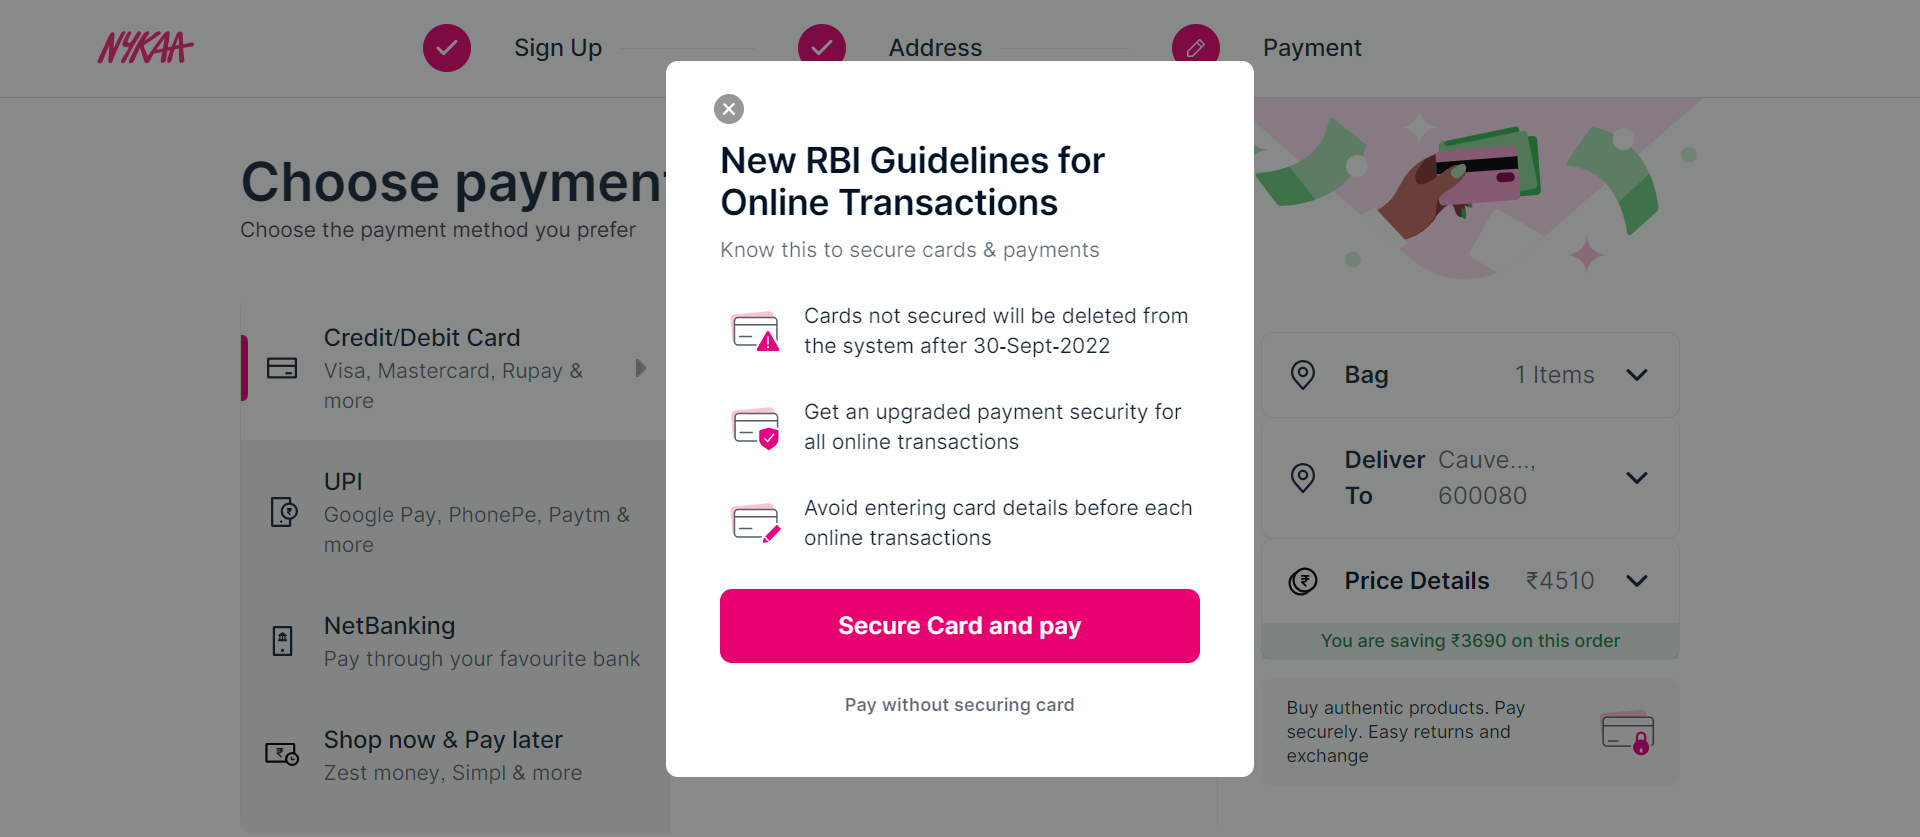 NYKAA
Sign Up
Address
Payment
Choose paymen
Choose the payment method you prefer
Credit/Debit Card
Visa, Mastercard, Rupay &
more
UPI
Google Pay, PhonePe, Paytm &
more
NetBanking
Pay through your favourite bank
Shop now & Pay later
Zest money, Simpl & more
New RBI Guidelines for
Online Transactions
Know this to secure cards & payments
Cards not secured will be deleted from
the system after 30-Sept-2022
Get an upgraded payment security for
all online transactions
Avoid entering card details before each
online transactions
Secure Card and pay
Pay without securing card
Bag 1 Items
Deliver Cauve...,
To 600080
Price Details ₹4510
You are saving ₹3690 on this order
Buy authentic products. Pay
securely. Easy returns and
exchange